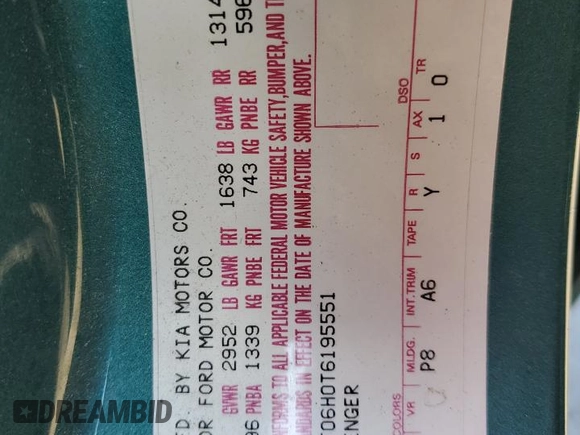 ED. BY KIA MOTORS CO.
OR FORD MOTOR CO.
GVWR 2952 LB GAWR FRT 1638 LB GAWR RR 1314
96 PNBA 1339 KG PNBE FRT 743 KG PNBE RR 596
TO ALL APPLICABLE FEDERAL MOTOR VEHICLE SAFETY, BUMPER, AND
IN EFFECT ON THE DATE OF MANUFACTURE SHOWN ABOVE.
T06H0T6195551
ENGER
DSO
COLORS
VR MLDG. INT. TRIM TAPE R S AX TR
P8 A6 Y 1 0
DREAMBID